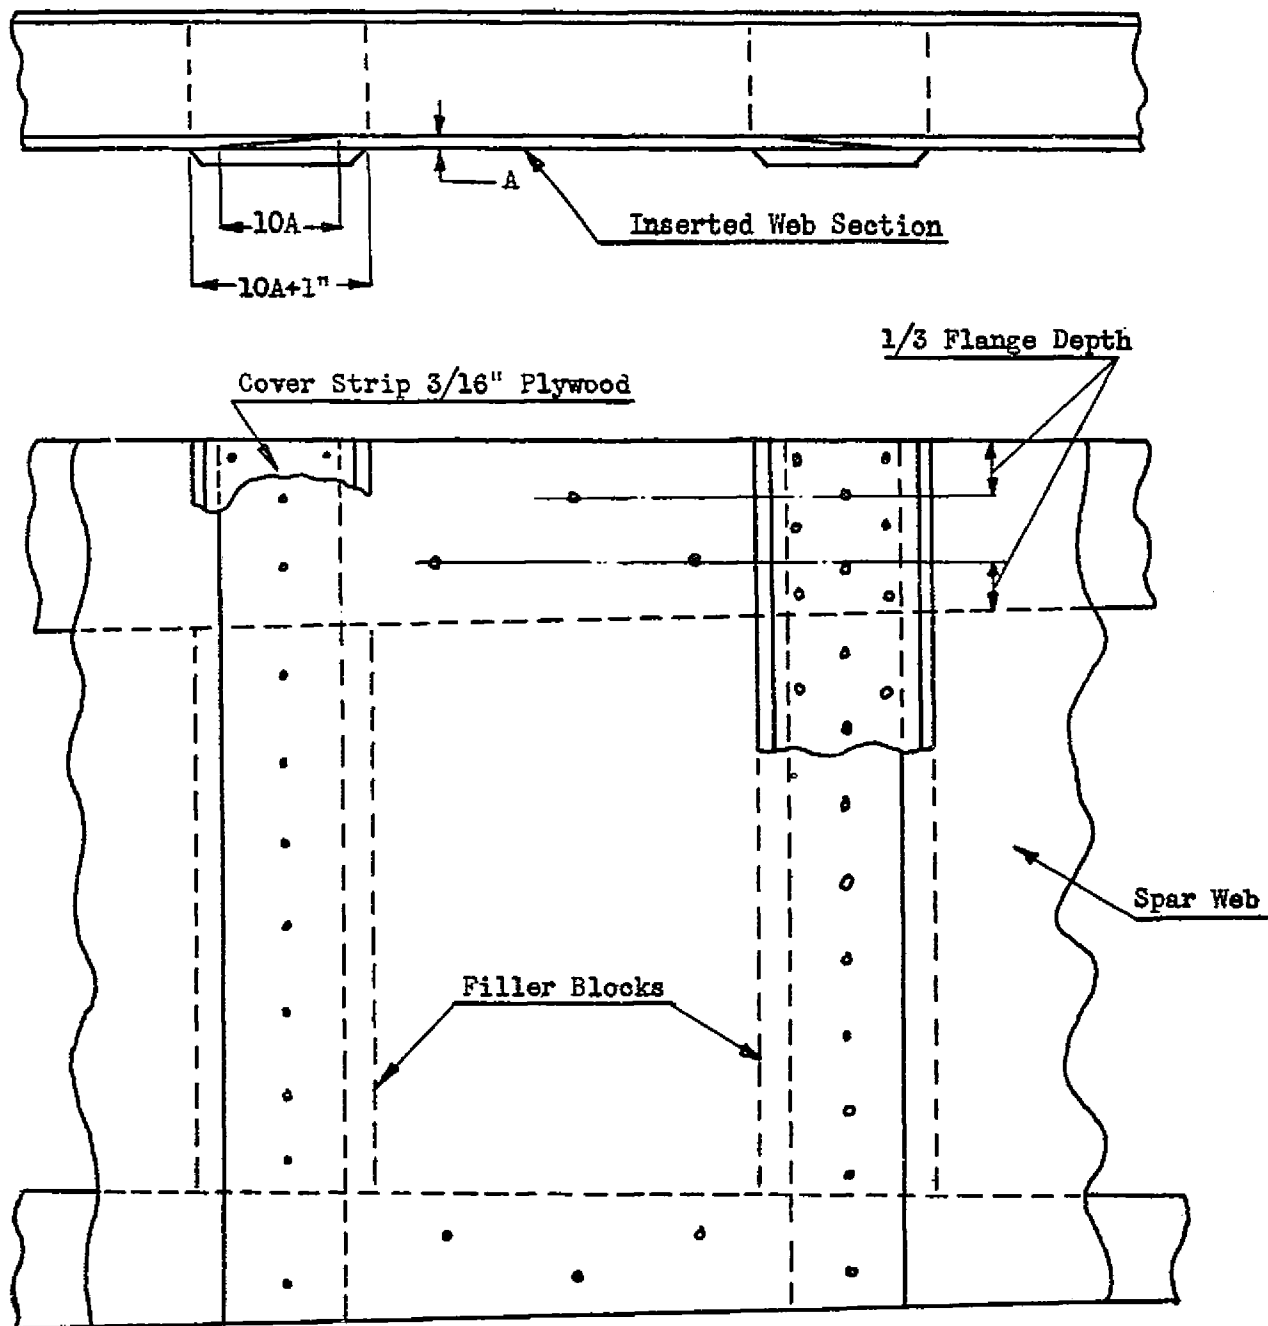 A
10A
Inserted Web Section
10A+1"
1/3 Flange Depth
Cover Strip 3/16" Plywood
Spar Web
Filler Blocks